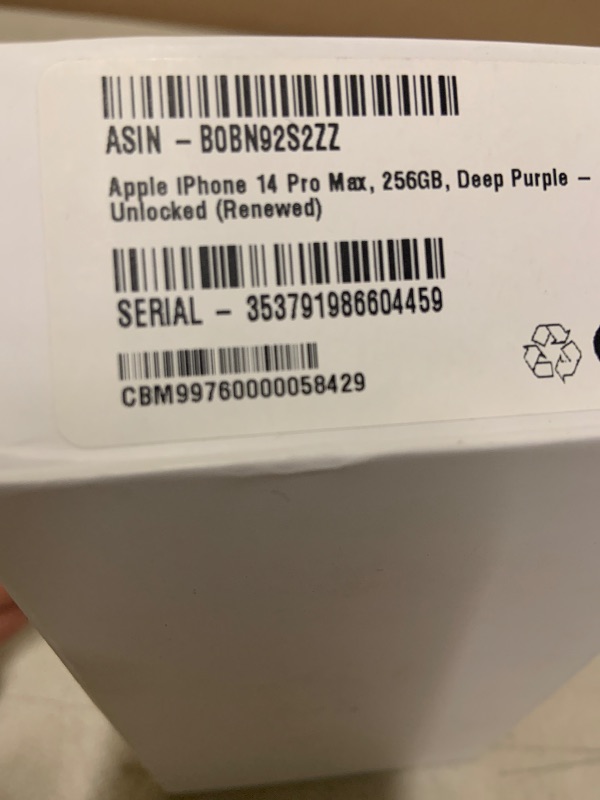 ASIN - B0BN92S2ZZ
Apple iPhone 14 Pro Max, 256GB, Deep Purple -
Unlocked (Renewed)
SERIAL - 353791986604459
CBM99760000058429